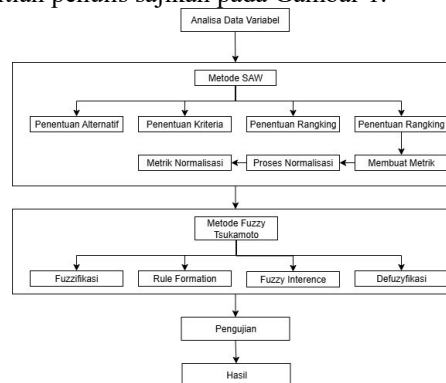 penulis sajikan pada Gambar 1.
Analisa Data Variabel
Metode SAW
Penentuan Alternatif
Penentuan Kriteria
Penentuan Rangking
Penentuan Rangking
Metrik Normalisasi
Proses Normalisasi
Membuat Metrik
Metode Fuzzy
Tsukamoto
Fuzzifikasi
Rule Formation
Fuzzy Interence
Defuzyfikasi
Pengujian
Hasil